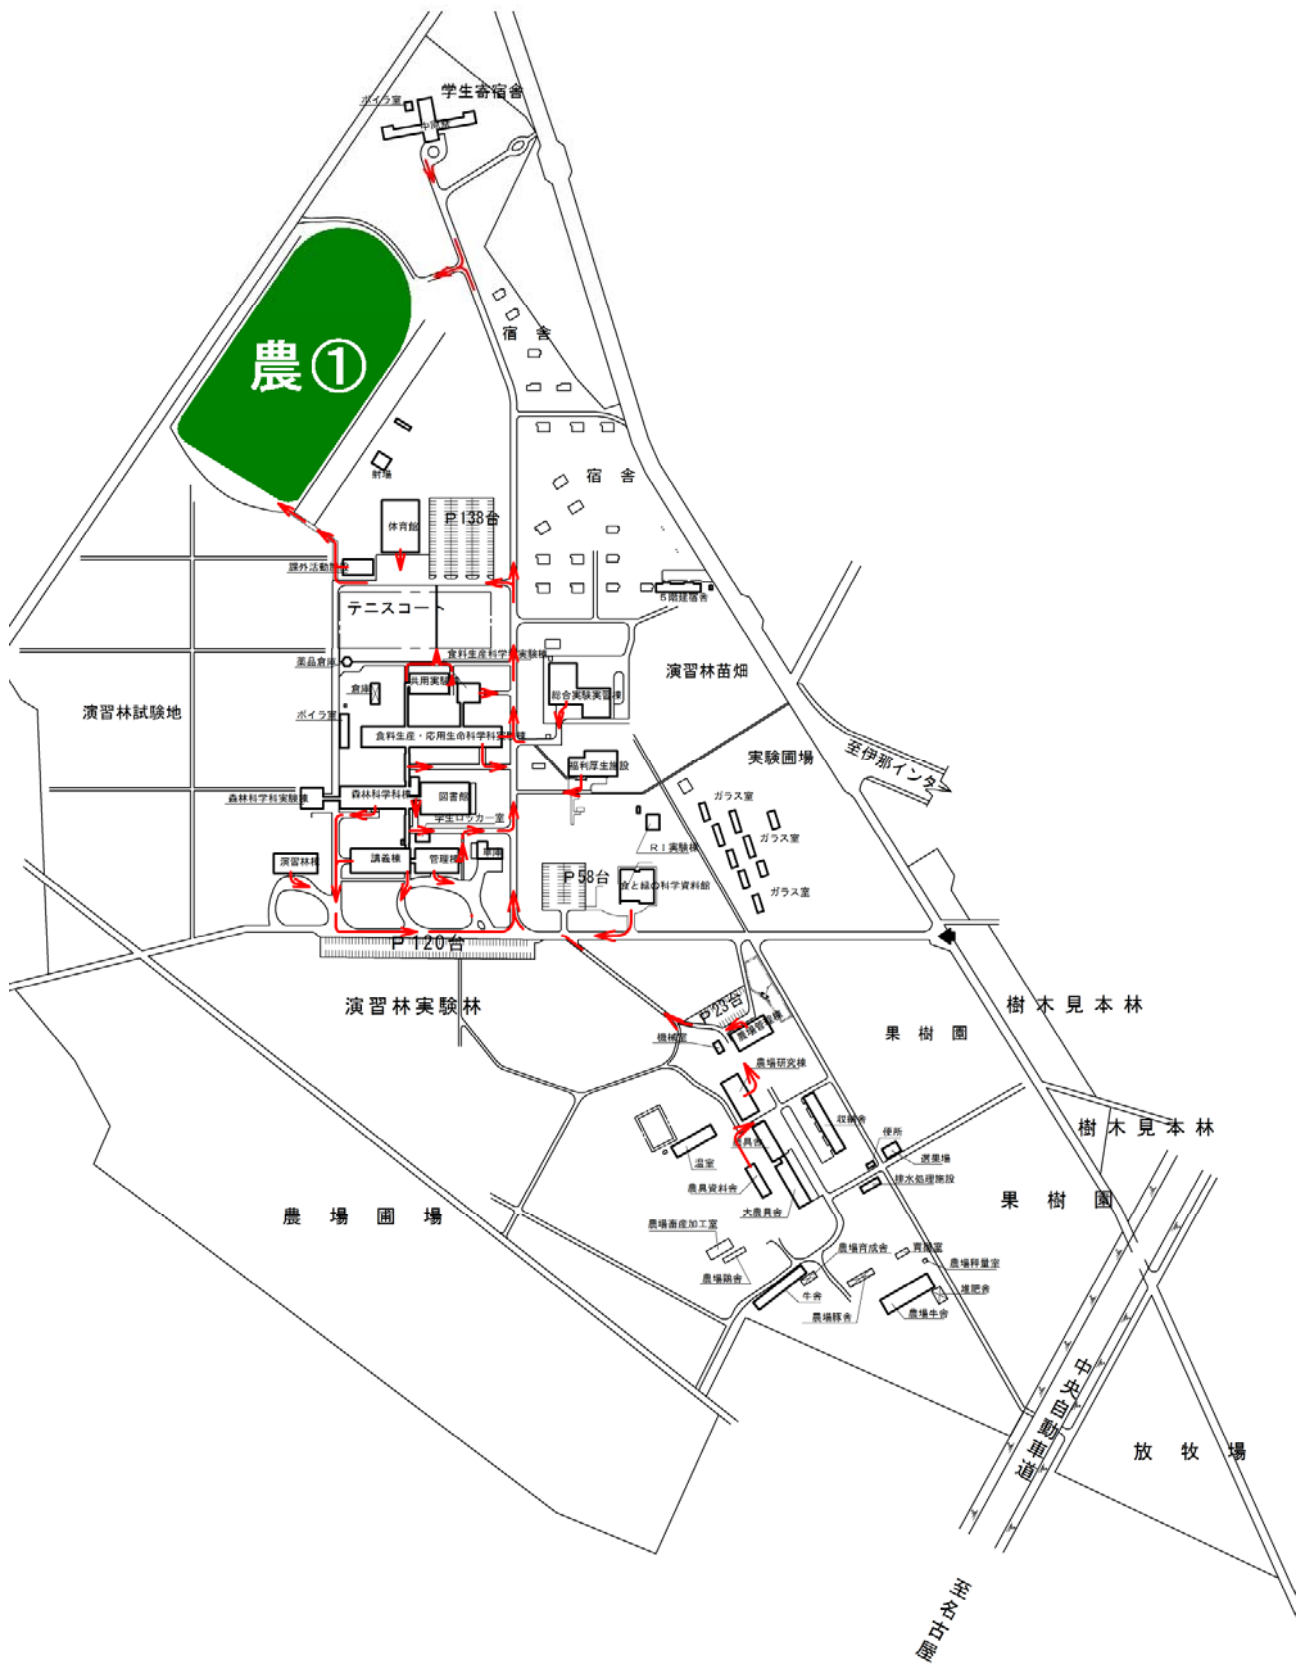 学生寄宿舎
ボイラ室
中原寮
農①
宿舎
射場
宿舎
体育館
P138台
課外活動施設
5階建宿舎
テニスコート
薬品倉庫
食料生産科学科実験棟
演習林苗畑
倉庫
共用実験棟
総合実験実習棟
演習林試験地
ボイラ室
食料生産・応用生命科学科実験棟
至伊那インター
実験圃場
福利厚生施設
森林科学科実験棟
森林科学科棟
図書館
ガラス室
学生ロッカー室
RI実験棟
ガラス室
演習林棟
講義棟
管理棟
車庫
P58台
食と緑の科学資料館
ガラス室
P120台
演習林実験林
樹木見本林
P23台
果樹園
機械室
農場管理棟
農場研究棟
収納舎
便所
樹木見本林
選果場
温室
農具舎
農具資料舎
排水処理施設
大農具舎
果樹園
農場圃場
農場畜産加工室
農場育成舎
育雛室
農場秤量室
農場鶏舎
牛舎
農場豚舎
堆肥舎
農場牛舎
中央自動車道
放牧場
至名古屋